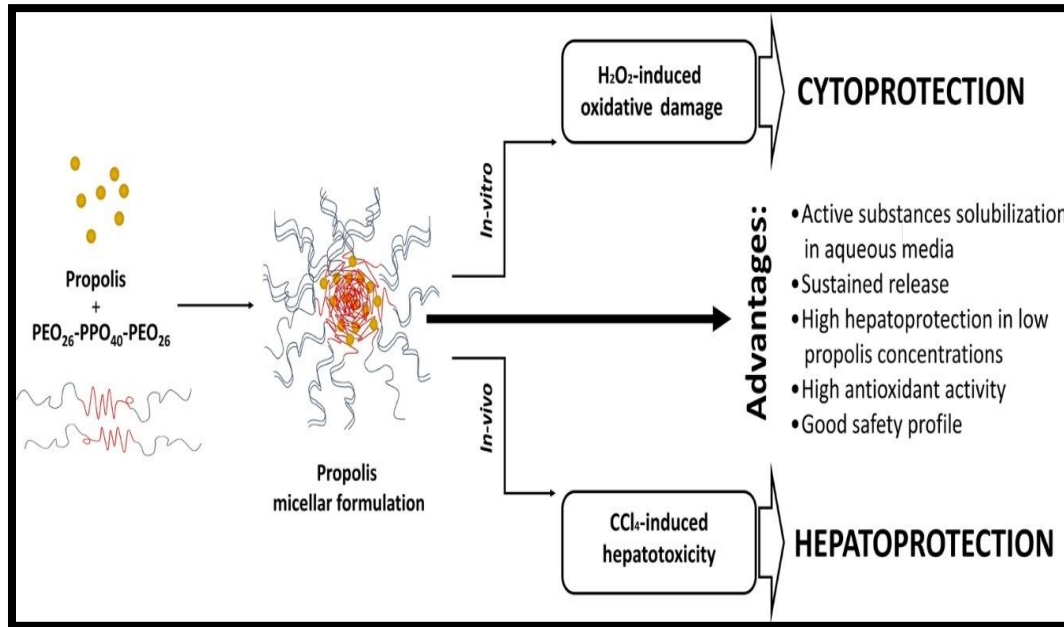 Propolis
+
PEO₂₆-PPO₄₀-PEO₂₆
Propolis
micellar formulation
In-vitro
In-vivo
H₂O₂-induced
oxidative damage
CYTOPROTECTION
Advantages:
•Active substances solubilization
in aqueous media
•Sustained release
•High hepatoprotection in low
propolis concentrations
•High antioxidant activity
•Good safety profile
CCl₄-induced
hepatotoxicity
HEPATOPROTECTION